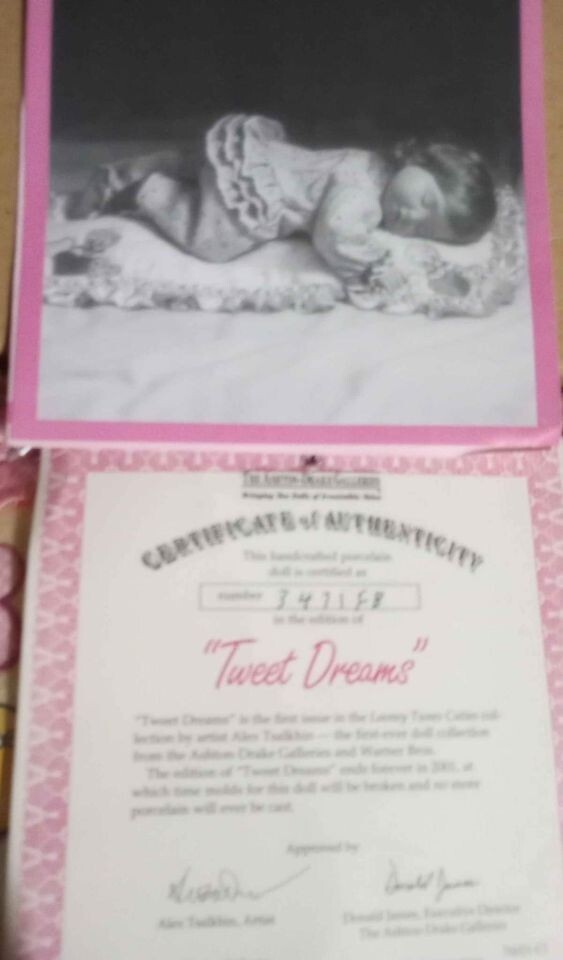 THE ASHTON-DRAKE GALLERIES
CERTIFICATE of AUTHENTICITY
This handcrafted porcelain
doll is certified as
number 3471FB
in the edition of
"Tweet Dreams"
"Tweet Dreams" is the first issue in the Looney Tunes Cuties col-
lection by artist Alex Tsalkhin — the first-ever doll collection
from the Ashton-Drake Galleries and Warner Bros.
The edition of "Tweet Dreams" ends forever in 2001, at
which time molds for this doll will be broken and no more
porcelain will ever be cast.
Approved by
Donald James
Alex Tsalkhin, Artist
Donald James, Executive Director
The Ashton-Drake Galleries